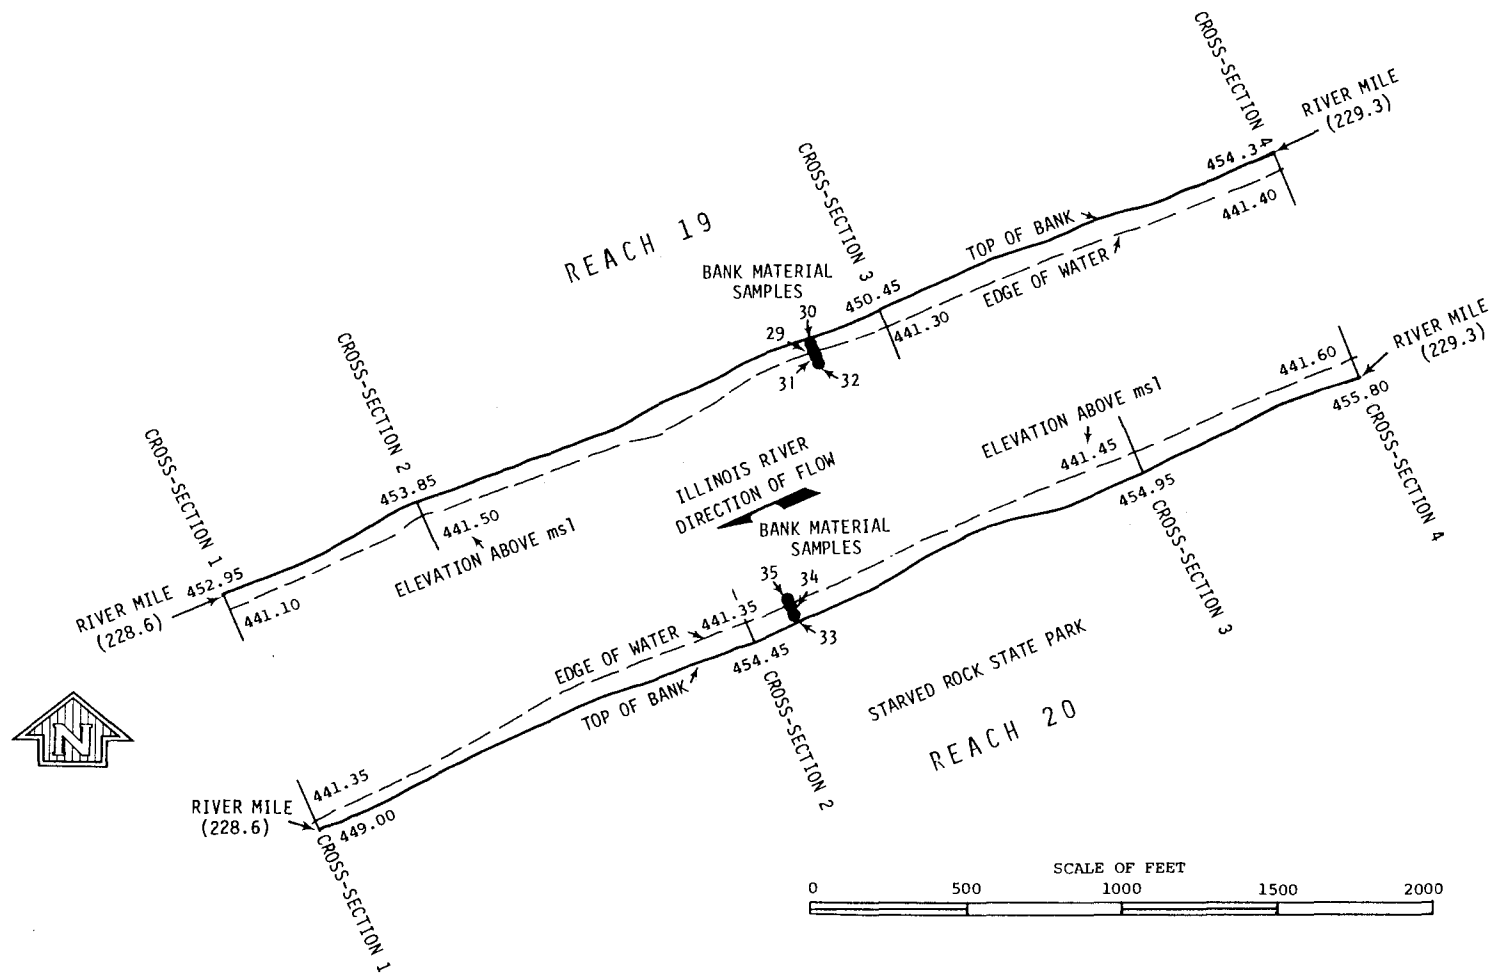 CROSS-SECTION 4
RIVER MILE
(229.3)
454.34
441.40
CROSS-SECTION 3
REACH 19
TOP OF BANK
EDGE OF WATER
BANK MATERIAL
SAMPLES
30
29
31
32
450.45
441.30
RIVER MILE
(229.3)
441.60
455.80
CROSS-SECTION 4
CROSS-SECTION 2
453.85
441.50
ELEVATION ABOVE msl
ELEVATION ABOVE msl
441.45
454.95
CROSS-SECTION 3
ILLINOIS RIVER
DIRECTION OF FLOW
BANK MATERIAL
SAMPLES
35
34
33
CROSS-SECTION 1
452.95
RIVER MILE
(228.6)
441.10
441.35
454.45
CROSS-SECTION 2
EDGE OF WATER
TOP OF BANK
STARVED ROCK STATE PARK
REACH 20
N
441.35
RIVER MILE
(228.6)
449.00
CROSS-SECTION 1
SCALE OF FEET
0 500 1000 1500 2000